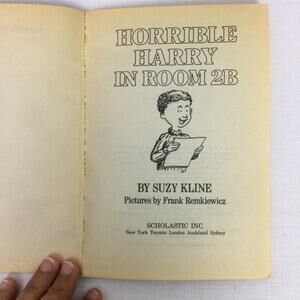 HORRIBLE
HARRY
IN ROOM 2B
BY SUZY KLINE
Pictures by Frank Remkiewicz
SCHOLASTIC INC.
New York Toronto London Auckland Sydney